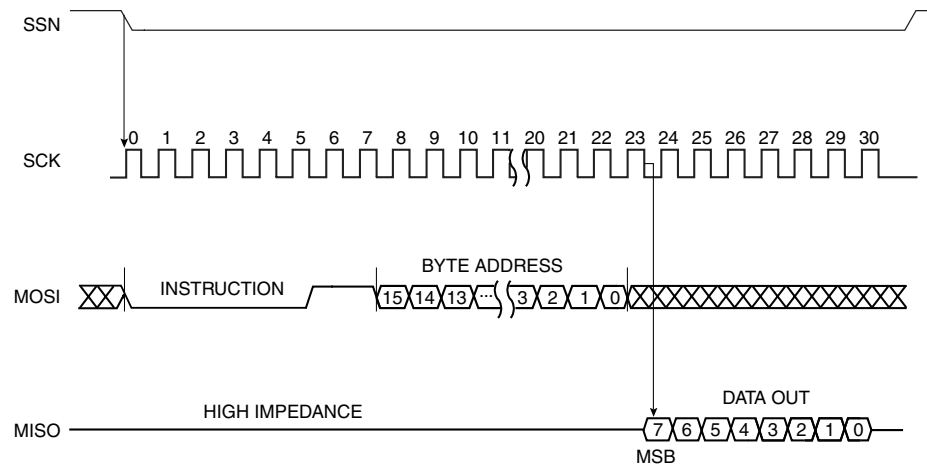 SSN
0 1 2 3 4 5 6 7 8 9 10 11 20 21 22 23 24 25 26 27 28 29 30
SCK
BYTE ADDRESS
INSTRUCTION
MOSI 15 14 13 ... 3 2 1 0
DATA OUT
HIGH IMPEDANCE
MISO 7 6 5 4 3 2 1 0
MSB